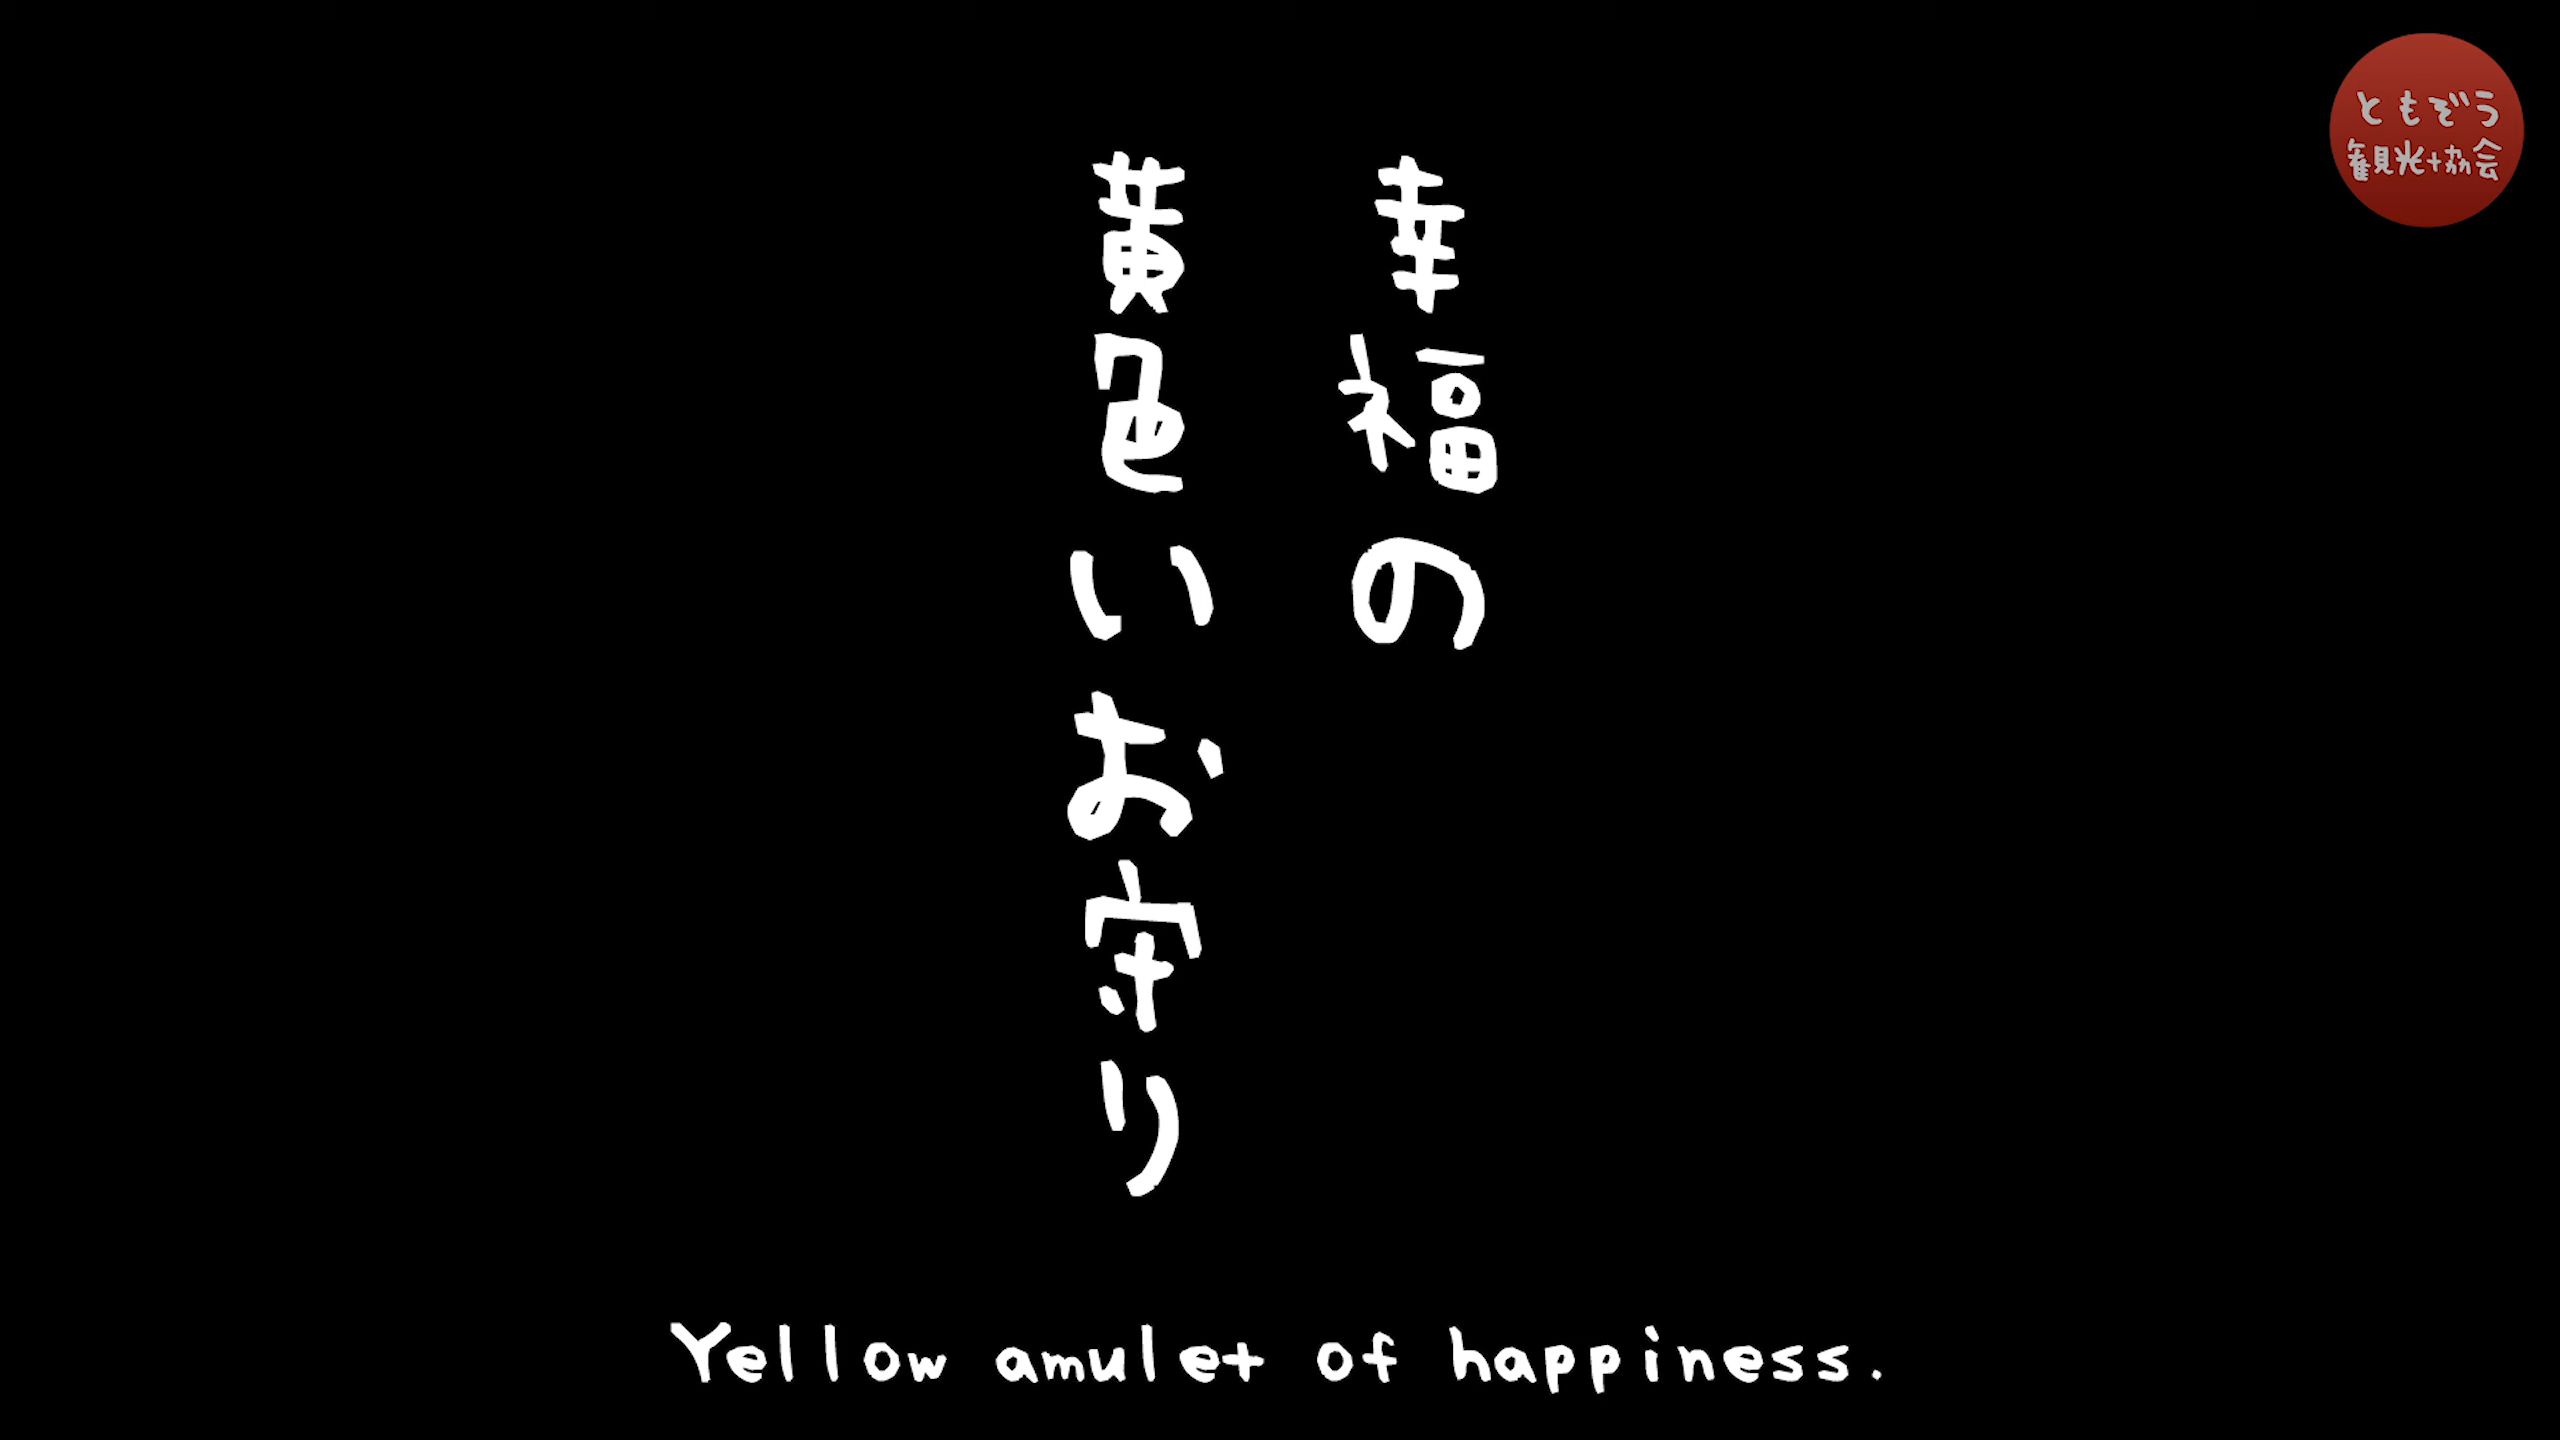 幸福の
黄色いお守り
Yellow amulet of happiness.
ともぞう
観光協会